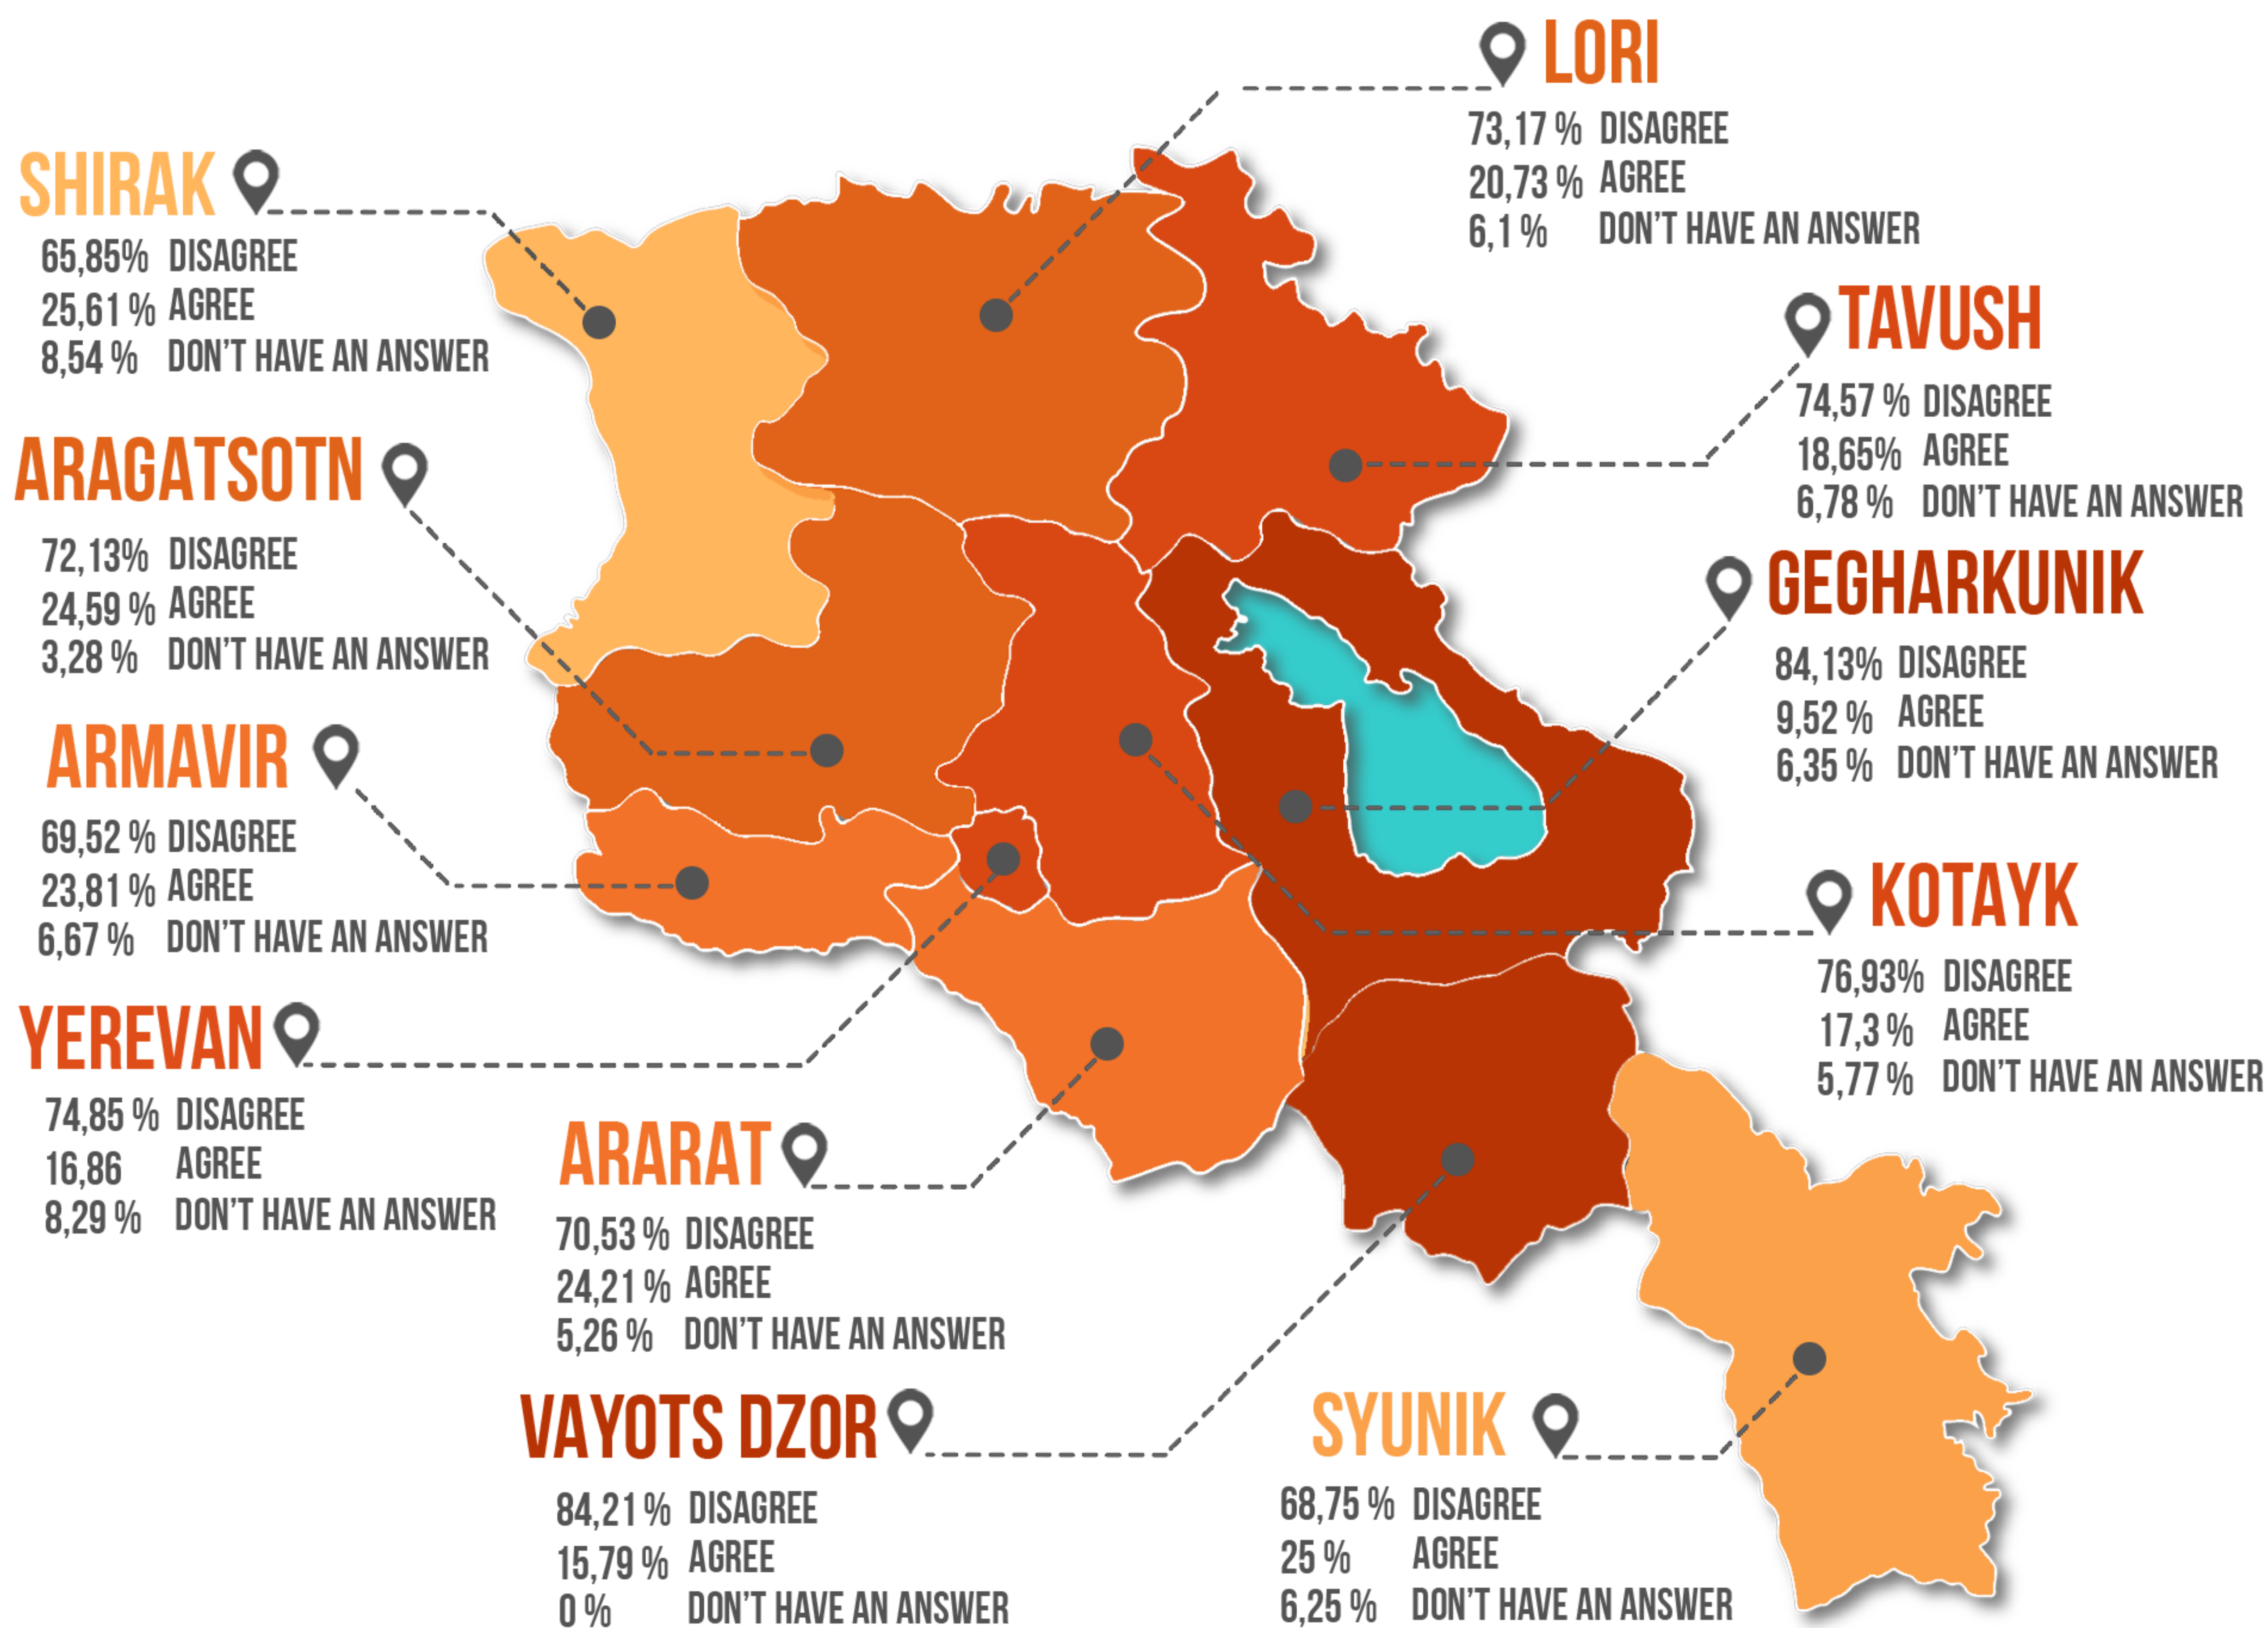 LORI
73,17 % DISAGREE
20,73 % AGREE
6,1 % DON'T HAVE AN ANSWER
SHIRAK
65,85% DISAGREE
25,61 % AGREE
8,54 % DON'T HAVE AN ANSWER
TAVUSH
74,57 % DISAGREE
18,65% AGREE
6,78 % DON'T HAVE AN ANSWER
ARAGATSOTN
72,13% DISAGREE
24,59 % AGREE
3,28 % DON'T HAVE AN ANSWER
GEGHARKUNIK
84,13% DISAGREE
9,52 % AGREE
6,35 % DON'T HAVE AN ANSWER
ARMAVIR
69,52 % DISAGREE
23,81 % AGREE
6,67 % DON'T HAVE AN ANSWER
KOTAYK
76,93% DISAGREE
17,3 % AGREE
5,77 % DON'T HAVE AN ANSWER
YEREVAN
74,85 % DISAGREE
16,86 AGREE
8,29 % DON'T HAVE AN ANSWER
ARARAT
70,53 % DISAGREE
24,21 % AGREE
5,26 % DON'T HAVE AN ANSWER
VAYOTS DZOR
84,21 % DISAGREE
15,79 % AGREE
0 % DON'T HAVE AN ANSWER
SYUNIK
68,75 % DISAGREE
25 % AGREE
6,25 % DON'T HAVE AN ANSWER